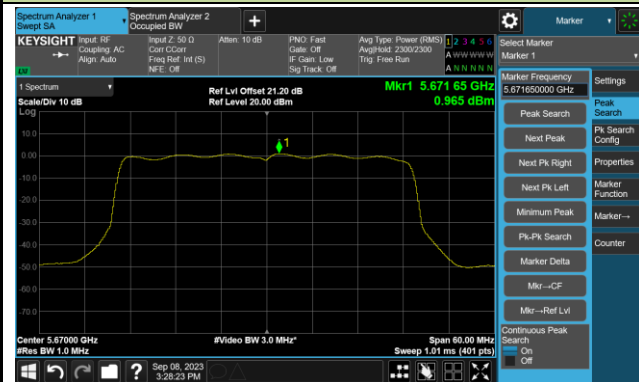 Spectrum Analyzer 1
Swept SA
Spectrum Analyzer 2
Occupied BW
+
Marker
KEYSIGHT
Input: RF
Coupling: AC
Align: Auto
Input Z: 50 Ω
Corr CCorr
Freq Ref: Int (S)
NFE: Off
Atten: 10 dB
PNO: Fast
Gate: Off
IF Gain: Low
Sig Track: Off
Avg Type: Power (RMS)
Avg|Hold: 2300/2300
Trig: Free Run
1 2 3 4 5 6
A W W W W W
A N N N N N
LVI
Select Marker
Marker 1
1 Spectrum
Scale/Div 10 dB
Ref Lvl Offset 21.20 dB
Ref Level 20.00 dBm
Mkr1 5.671 65 GHz
0.965 dBm
Log
10.0
0.00
-10.0
-20.0
-30.0
-40.0
-50.0
-60.0
-70.0
1
Center 5.67000 GHz
#Res BW 1.0 MHz
#Video BW 3.0 MHz*
Span 60.00 MHz
Sweep 1.01 ms (401 pts)
Marker Frequency
5.671650000 GHz
Peak Search
Next Peak
Next Pk Right
Next Pk Left
Minimum Peak
Pk-Pk Search
Marker Delta
Mkr→CF
Mkr→Ref Lvl
Continuous Peak
Search
On
Off
Settings
Peak
Search
Pk Search
Config
Properties
Marker
Function
Marker→
Counter
?
Sep 08, 2023
3:28:23 PM